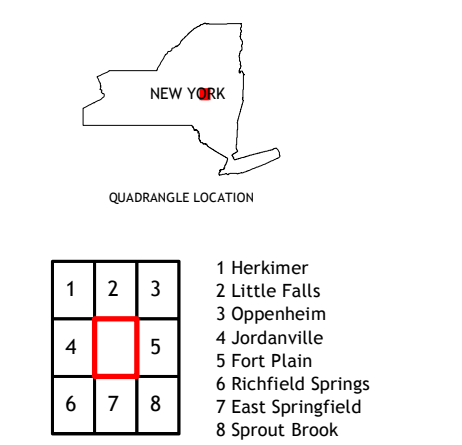 NEW YORK
QUADRANGLE LOCATION
1 2 3
4 5
6 7 8
1 Herkimer
2 Little Falls
3 Oppenheim
4 Jordanville
5 Fort Plain
6 Richfield Springs
7 East Springfield
8 Sprout Brook